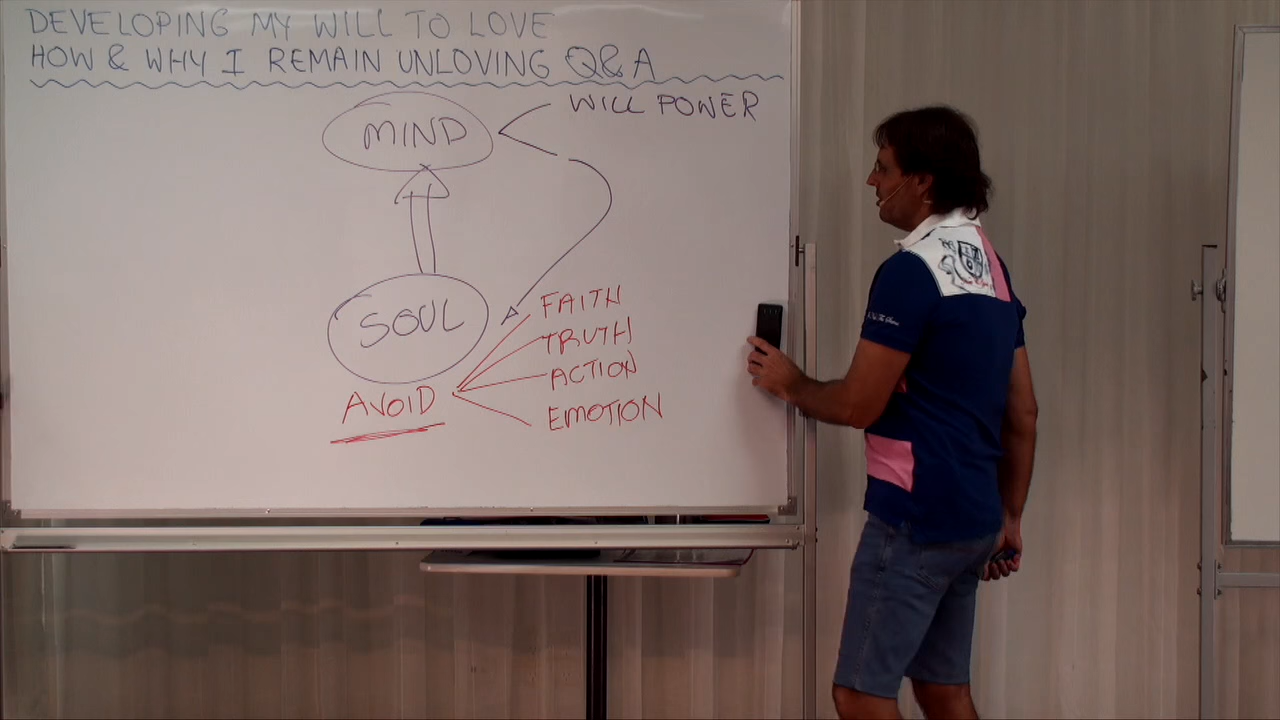 DEVELOPING MY WILL TO LOVE
HOW & WHY I REMAIN UNLOVING Q&A
MIND
WILL POWER
SOUL
FAITH
TRUTH
ACTION
AVOID
EMOTION